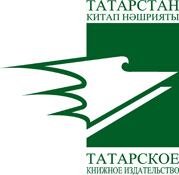 ТАТАРСТАН
КИТАП НӘШРИЯТЫ
ТАТАРСКОЕ
КНИЖНОЕ ИЗДАТЕЛЬСТВО